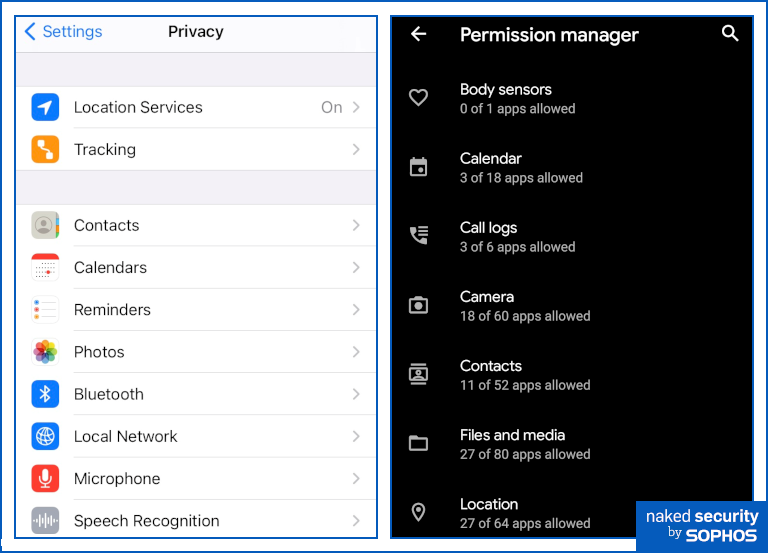 Settings
Privacy
Location Services On
Tracking
Contacts
Calendars
Reminders
Photos
Bluetooth
Local Network
Microphone
Speech Recognition
Permission manager
Body sensors
0 of 1 apps allowed
Calendar
3 of 18 apps allowed
Call logs
3 of 6 apps allowed
Camera
18 of 60 apps allowed
Contacts
11 of 52 apps allowed
Files and media
27 of 80 apps allowed
Location
27 of 64 apps allowed
naked security
by SOPHOS